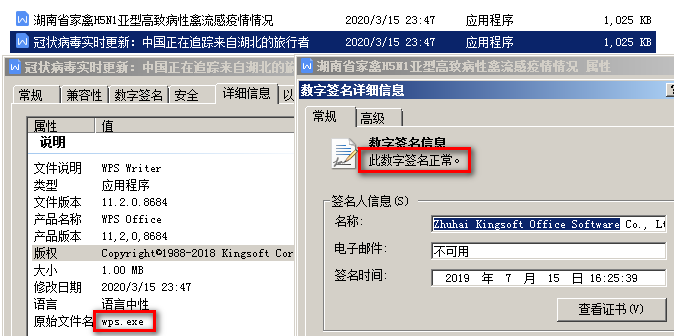 湖南省家禽H5N1亚型高致病性禽流感疫情情况 2020/3/15 23:47 应用程序 1,025 KB
冠状病毒实时更新:中国正在追踪来自湖北的旅行者 2020/3/15 23:47 应用程序 1,025 KB
冠状病毒实时更新:中国正在追踪来自湖北的旅
常规 兼容性 数字签名 安全 详细信息 以
属性 值
说明
文件说明 WPS Writer
类型 应用程序
文件版本 11.2.0.8684
产品名称 WPS Office
产品版本 11,2,0,8684
版权 Copyright©1988-2018 Kingsoft Cor
大小 1.00 MB
修改日期 2020/3/15 23:47
语言 语言中性
原始文件名 wps.exe
湖南省家禽H5N1亚型高致病性禽流感疫情情况 属性
数字签名详细信息
常规 高级
数字签名信息
此数字签名正常。
签名人信息(S)
名称: Zhuhai Kingsoft Office Software Co., Lt
电子邮件: 不可用
签名时间: 2019 年 7 月 15 日 16:25:39
查看证书(V)